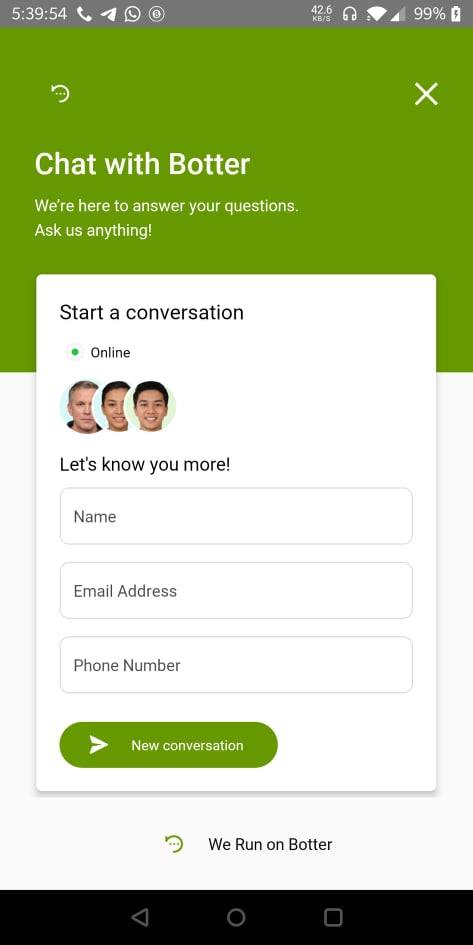 5:39:54 42.6 KB/S 99%
Chat with Botter
We're here to answer your questions.
Ask us anything!
Start a conversation
Online
Let's know you more!
Name
Email Address
Phone Number
New conversation
We Run on Botter